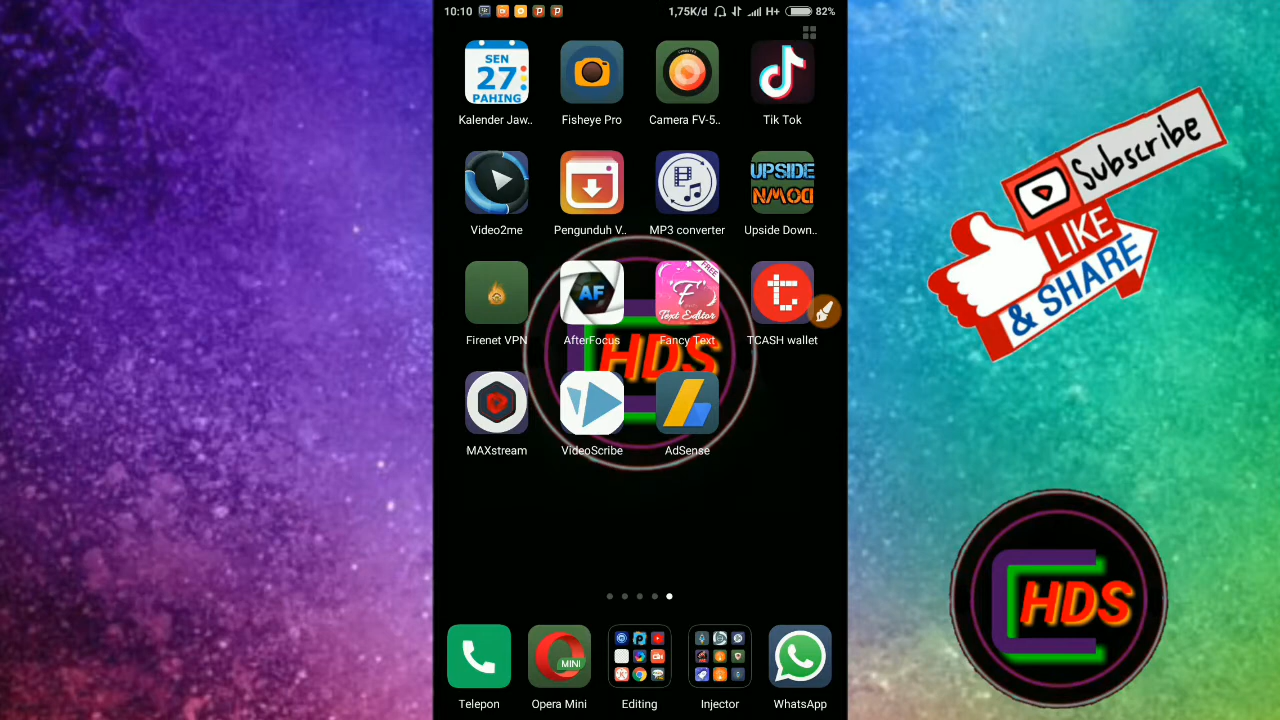 10:10
1,75K/d
H+
82%
SEN
27
PAHING
Kalender Jaw..
Fisheye Pro
Camera FV-5..
Tik Tok
UPSIDE
DOWN
Video2me
Pengunduh V..
MP3 converter
Upside Down..
AF
FREE
F
Text Editor
Firenet VPN
AfterFocus
Fancy Text
TCASH wallet
HDS
MAXstream
VideoScribe
AdSense
MINI
Telepon
Opera Mini
Editing
Injector
WhatsApp
Subscribe
LIKE
& SHARE
HDS